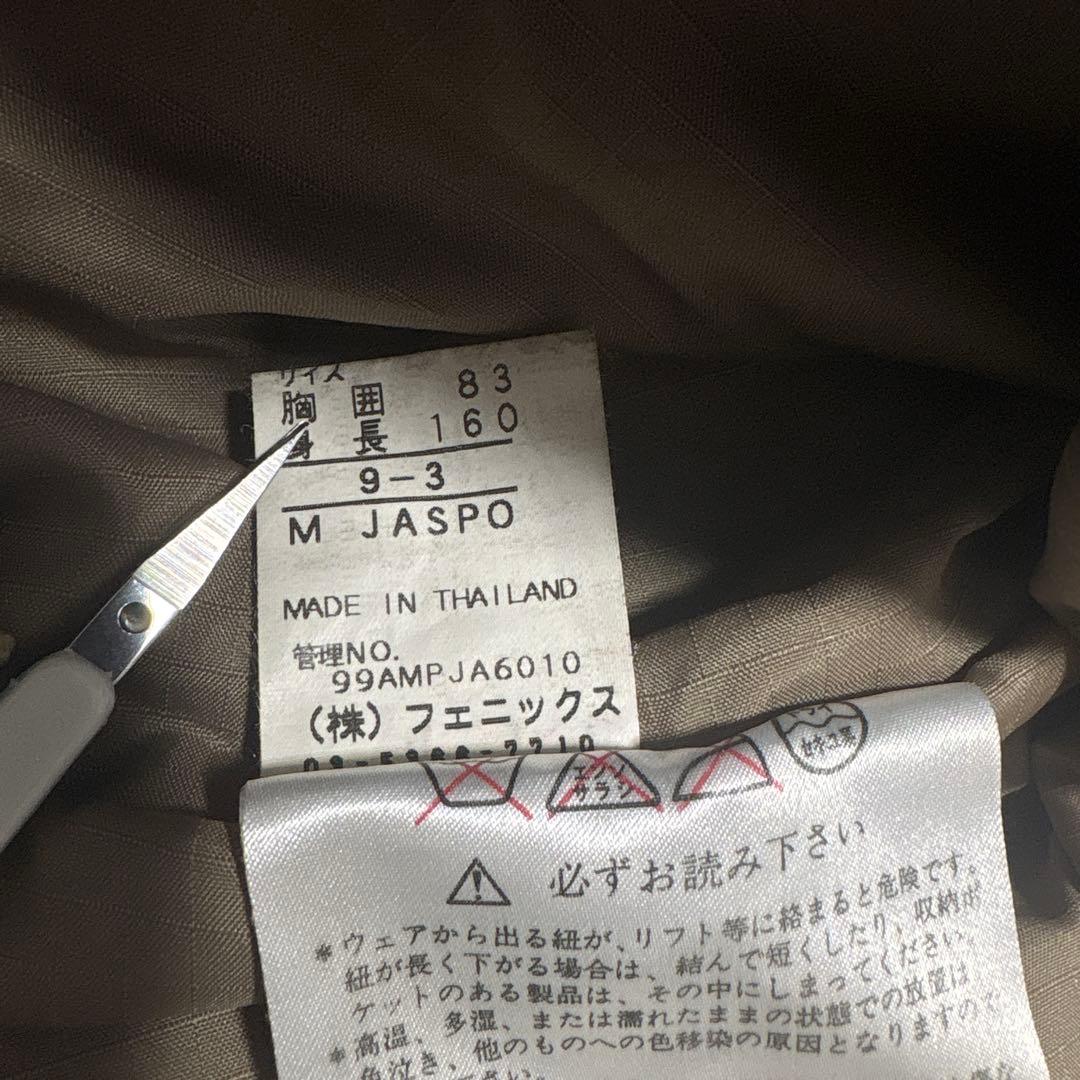 サイズ
胸囲 83
身長 160
9-3
M JASPO
MADE IN THAILAND
管理NO.
99AMPJA6010
(株)フェニックス
エンソ
サラシ
セキユ系
必ずお読み下さい
*ウェアから出る紐が、リフト等に絡まると危険です。
紐が長く下がる場合は、結んで短くしたり、収納が
ケットのある製品は、その中にしまってください。
*高温、多湿、または濡れたままの状態での放置は
色泣き、他のものへの色移染の原因となりますので